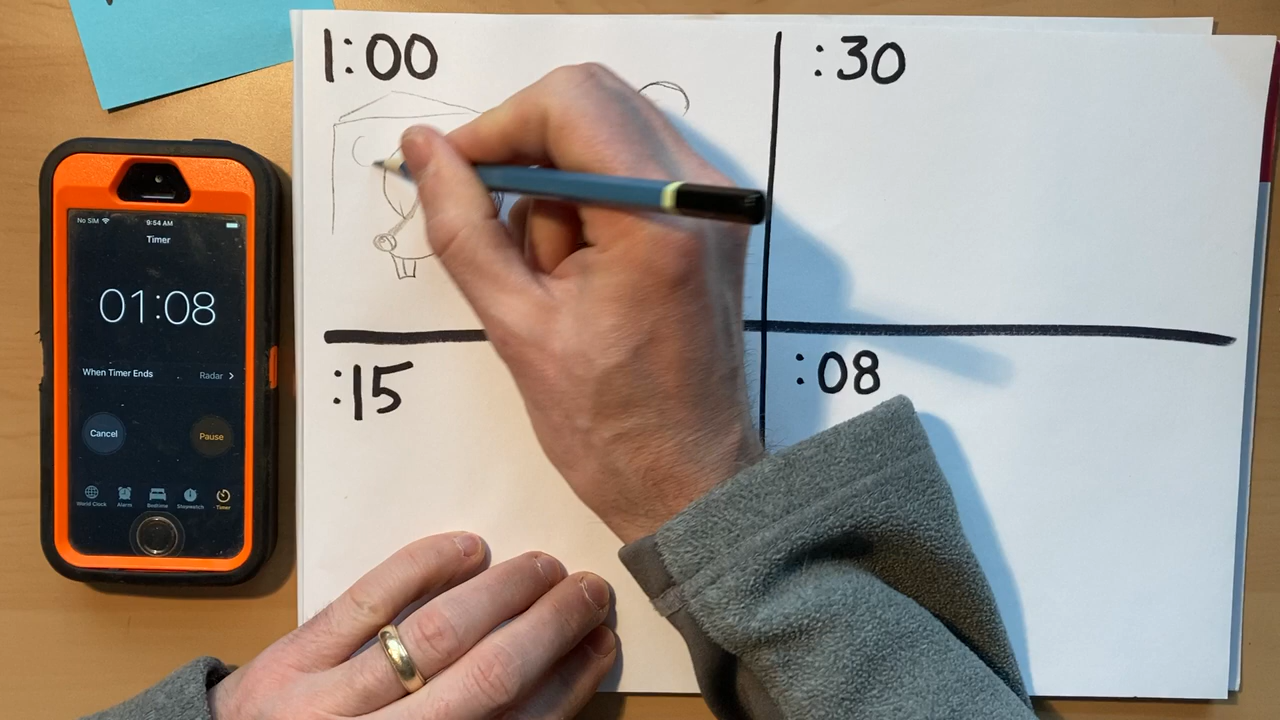 1:00
:30
:15
:08
No SIM
9:54 AM
Timer
01:08
When Timer Ends
Radar >
Cancel
Pause
World Clock
Alarm
Bedtime
Stopwatch
Timer